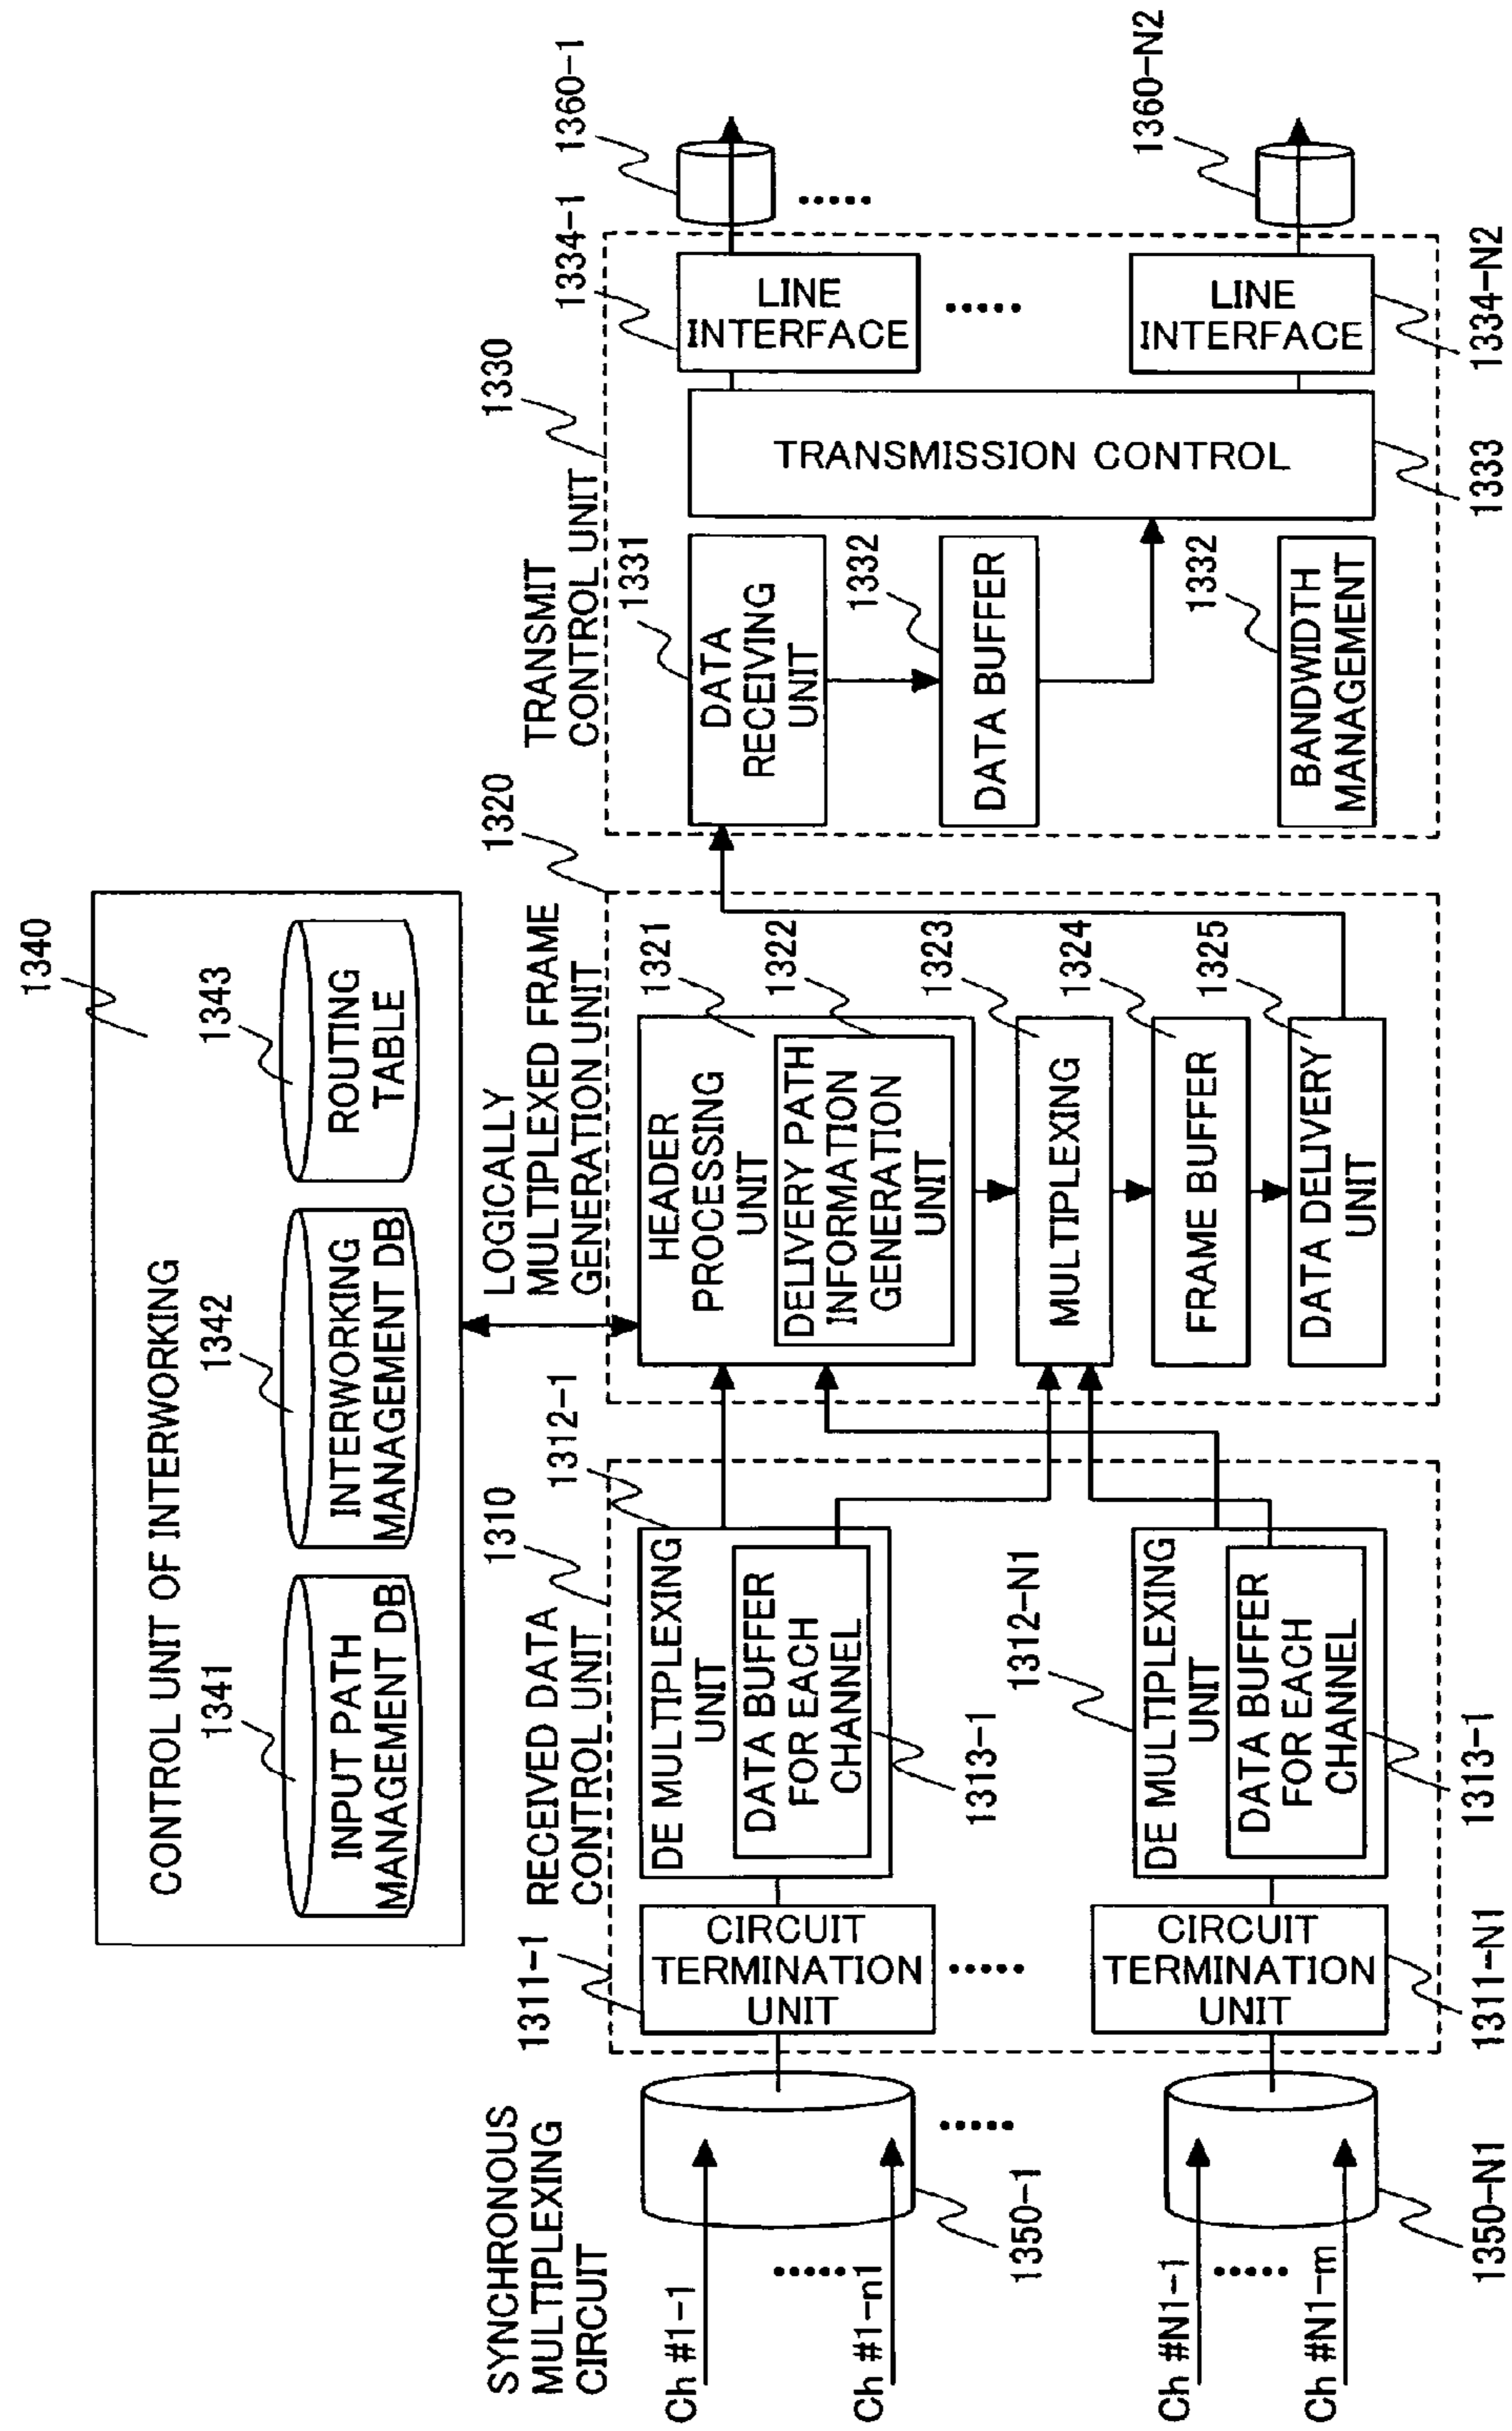 1340
CONTROL UNIT OF INTERWORKING
1341
INPUT PATH
MANAGEMENT DB
1342
INTERWORKING
MANAGEMENT DB
1343
ROUTING
TABLE
SYNCHRONOUS
MULTIPLEXING
CIRCUIT
Ch #1-1
Ch #1-n1
1350-1
Ch #N1-1
Ch #N1-m
1350-N1
RECEIVED DATA
CONTROL UNIT
1310
1311-1
CIRCUIT
TERMINATION
UNIT
1312-1
DE MULTIPLEXING
UNIT
DATA BUFFER
FOR EACH
CHANNEL
1313-1
CIRCUIT
TERMINATION
UNIT
1311-N1
1312-N1
DE MULTIPLEXING
UNIT
DATA BUFFER
FOR EACH
CHANNEL
1313-1
LOGICALLY
MULTIPLEXED FRAME
GENERATION UNIT
1320
HEADER
PROCESSING
UNIT
1321
DELIVERY PATH
INFORMATION
GENERATION
UNIT
1322
MULTIPLEXING
1323
FRAME BUFFER
1324
DATA DELIVERY
UNIT
1325
TRANSMIT
CONTROL UNIT
1330
DATA
RECEIVING
UNIT
1331
DATA BUFFER
1332
BANDWIDTH
MANAGEMENT
1332
TRANSMISSION CONTROL
1333
LINE
INTERFACE
1334-1
LINE
INTERFACE
1334-N2
1360-1
1360-N2